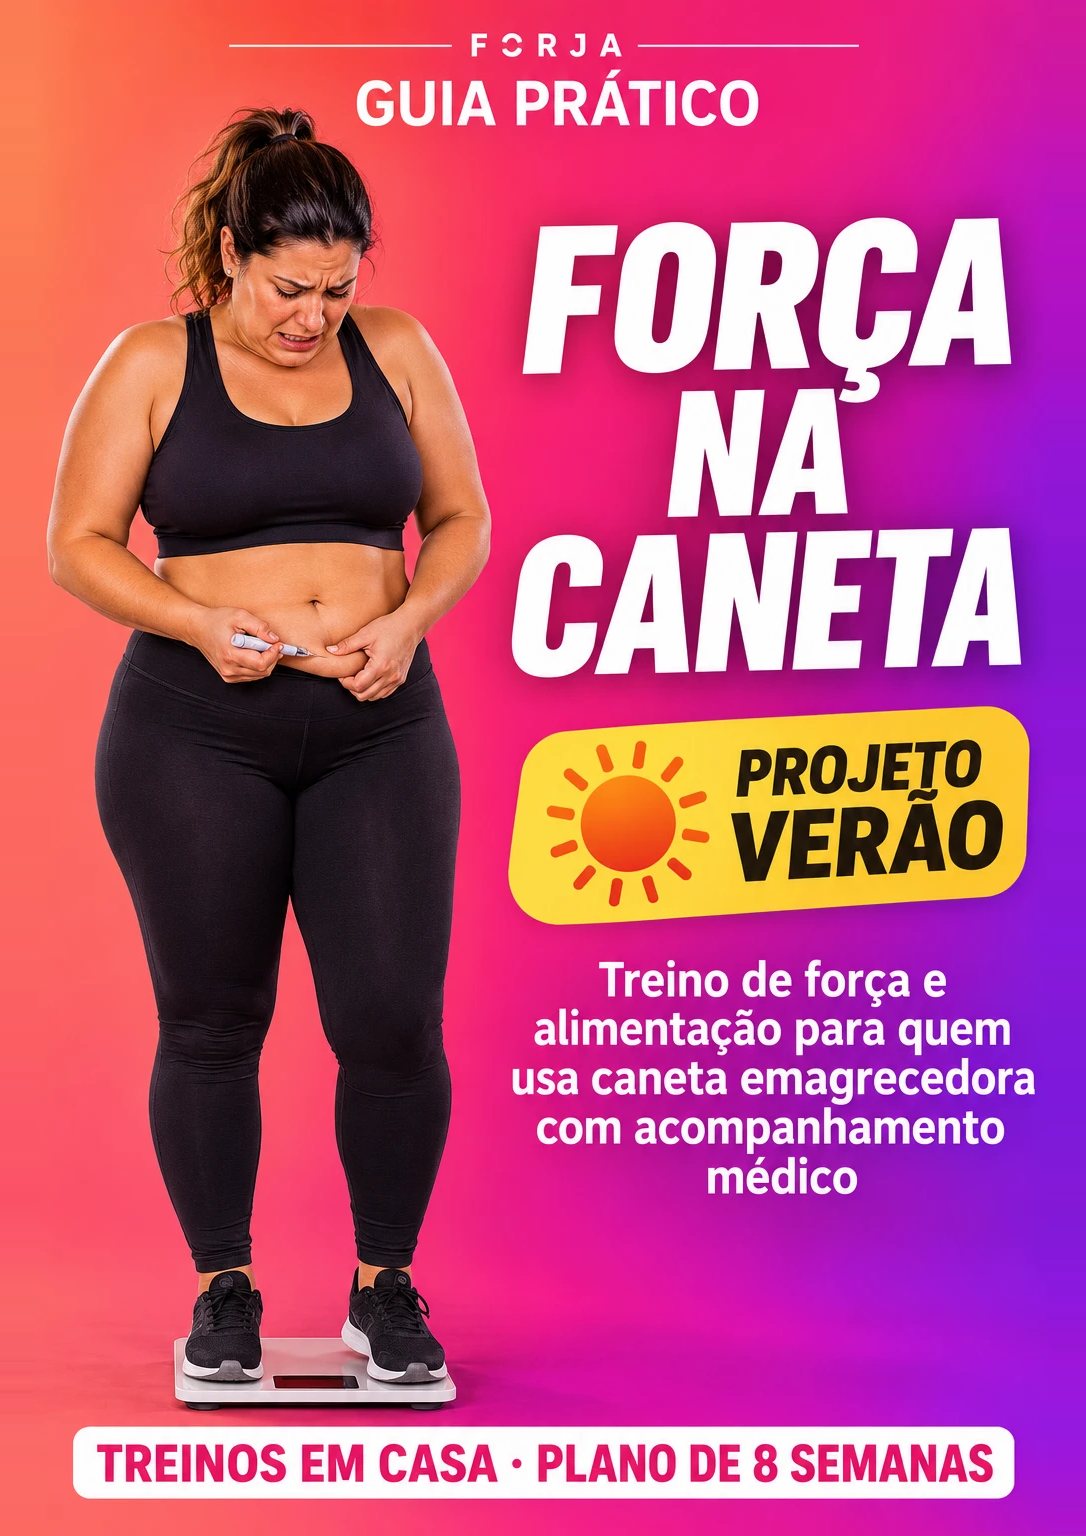 FORJA
GUIA PRÁTICO
FORÇA
NA
CANETA
PROJETO
VERÃO
Treino de força e
alimentação para quem
usa caneta emagrecedora
com acompanhamento
médico
TREINOS EM CASA · PLANO DE 8 SEMANAS